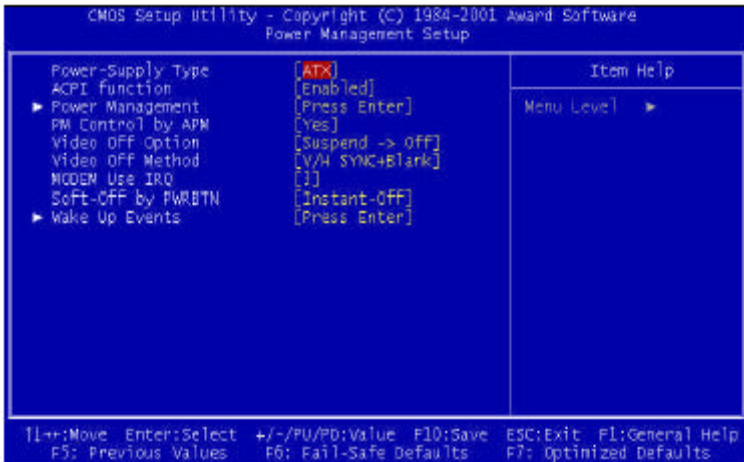 CMOS Setup Utility - Copyright (C) 1984-2001 Award Software
Power Management Setup
Power-Supply Type [ATX]
ACPI function [Enabled]
► Power Management [Press Enter]
PM Control by APM [Yes]
Video Off Option [Suspend -> Off]
Video Off Method [V/H SYNC+Blank]
MODEM Use IRQ [3]
Soft-Off by PWRBTN [Instant-Off]
► Wake Up Events [Press Enter]
Item Help
Menu Level ►
↑↓→←:Move Enter:Select +/-/PU/PD:Value F10:Save ESC:Exit F1:General Help
F5: Previous Values F6: Fail-Safe Defaults F7: Optimized Defaults